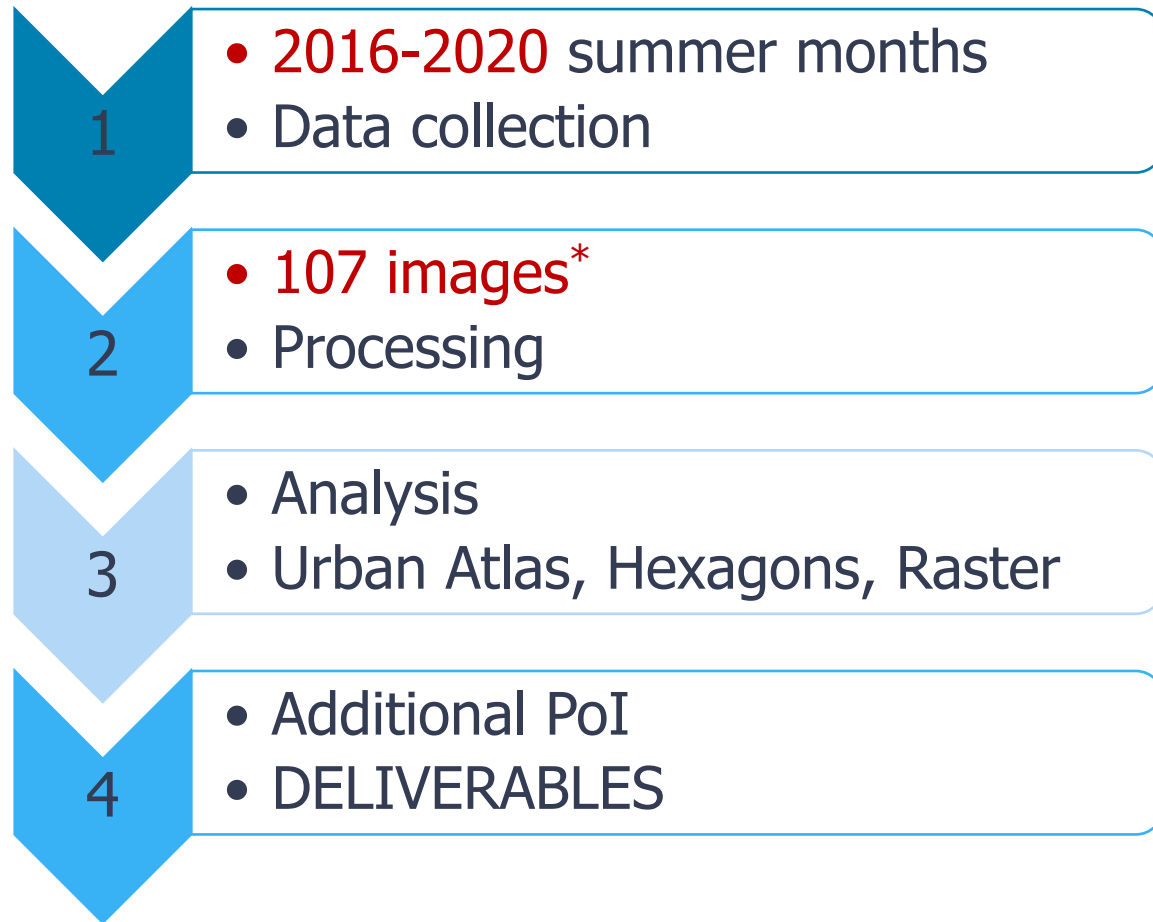 1
• 2016-2020 summer months
• Data collection
2
• 107 images*
• Processing
3
• Analysis
• Urban Atlas, Hexagons, Raster
4
• Additional PoI
• DELIVERABLES